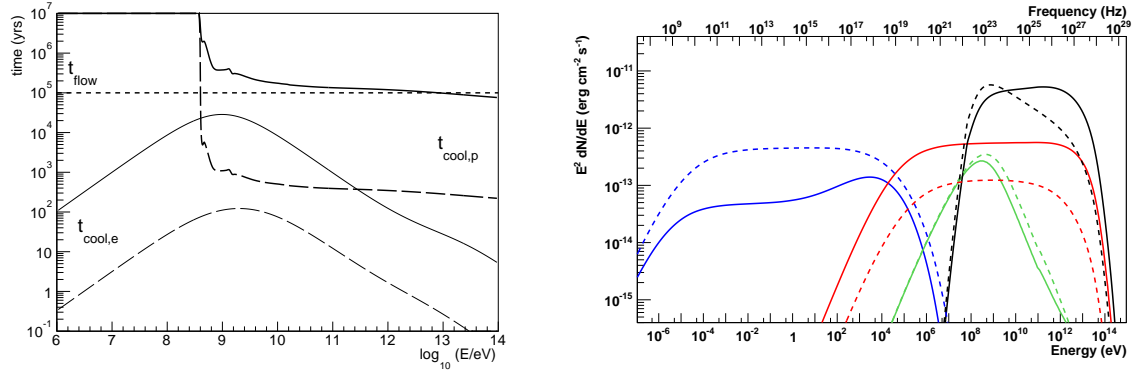 time (yrs)
10^7
10^6
10^5
10^4
10^3
10^2
10
1
10^-1
t_flow
t_cool,p
t_cool,e
6 7 8 9 10 11 12 13 14
log_10 (E/eV)
Frequency (Hz)
10^9 10^11 10^13 10^15 10^17 10^19 10^21 10^23 10^25 10^27 10^29
E^2 dN/dE (erg cm^-2 s^-1)
10^-11
10^-12
10^-13
10^-14
10^-15
10^-6 10^-4 10^-2 1 10^2 10^4 10^6 10^8 10^10 10^12 10^14
Energy (eV)